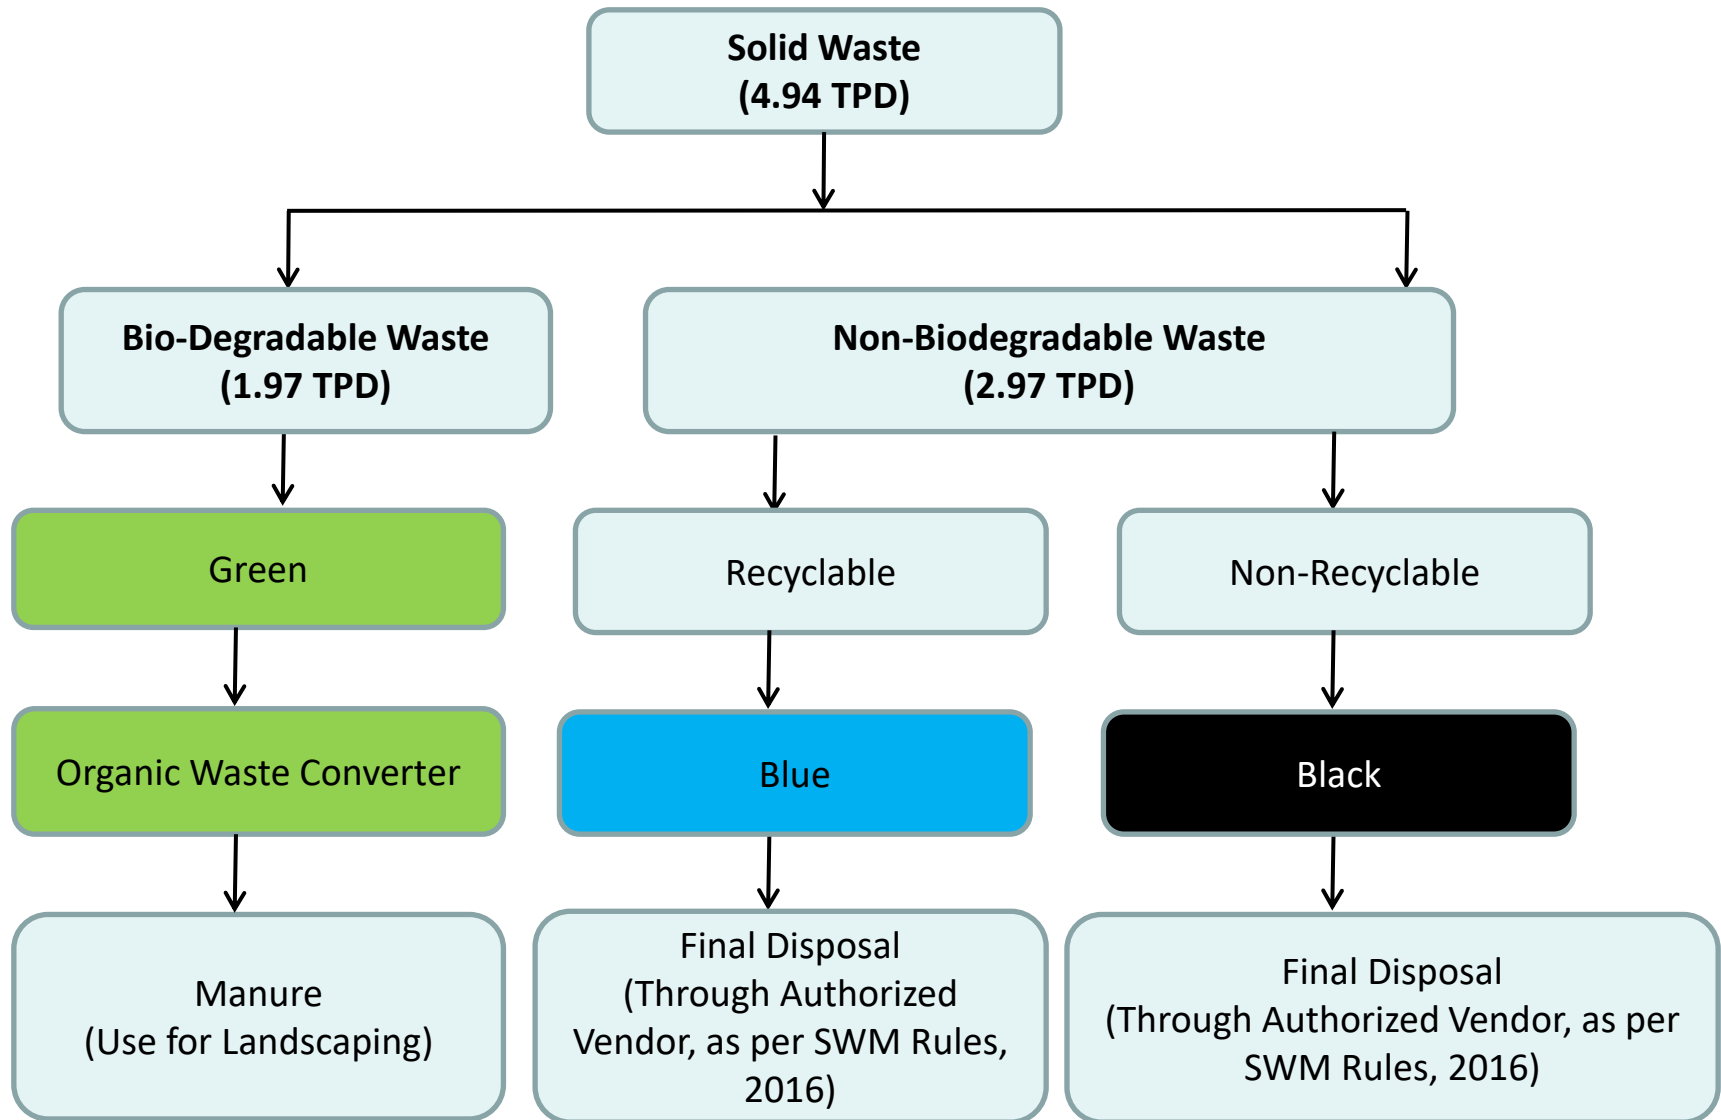 Solid Waste
(4.94 TPD)
Bio-Degradable Waste
(1.97 TPD)
Non-Biodegradable Waste
(2.97 TPD)
Green
Recyclable
Non-Recyclable
Organic Waste Converter
Blue
Black
Manure
(Use for Landscaping)
Final Disposal
(Through Authorized
Vendor, as per SWM Rules,
2016)
Final Disposal
(Through Authorized Vendor, as per
SWM Rules, 2016)